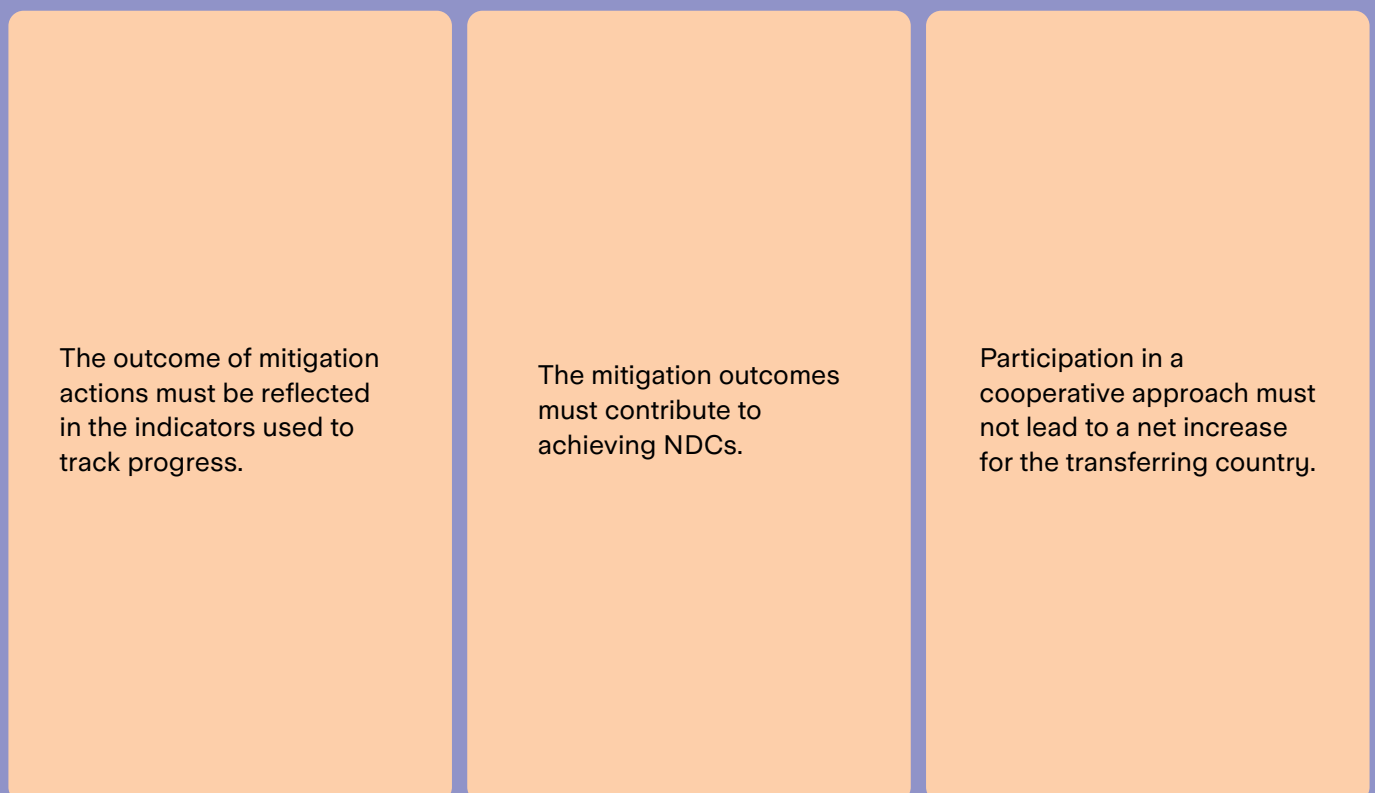 The outcome of mitigation
actions must be reflected
in the indicators used to
track progress.
The mitigation outcomes
must contribute to
achieving NDCs.
Participation in a
cooperative approach must
not lead to a net increase
for the transferring country.